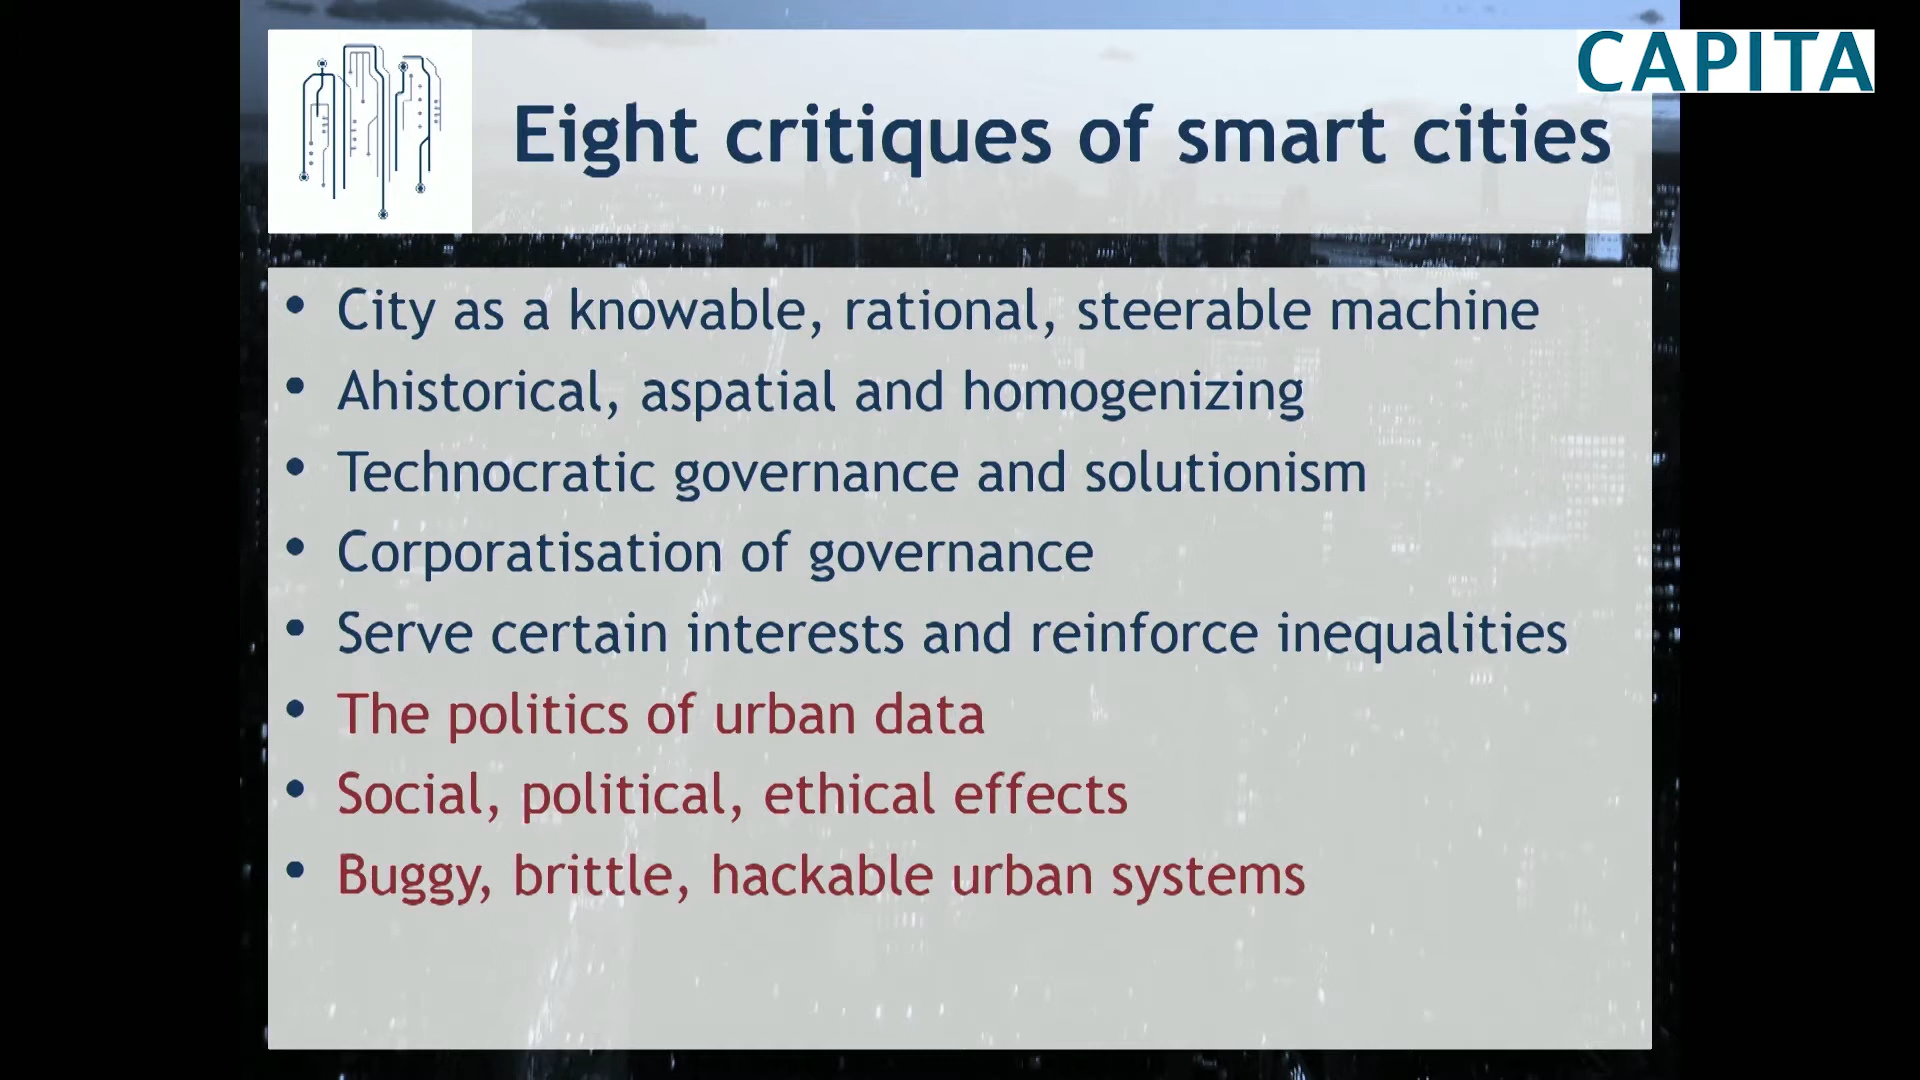 CAPITA
Eight critiques of smart cities
• City as a knowable, rational, steerable machine
• Ahistorical, aspatial and homogenizing
• Technocratic governance and solutionism
• Corporatisation of governance
• Serve certain interests and reinforce inequalities
• The politics of urban data
• Social, political, ethical effects
• Buggy, brittle, hackable urban systems